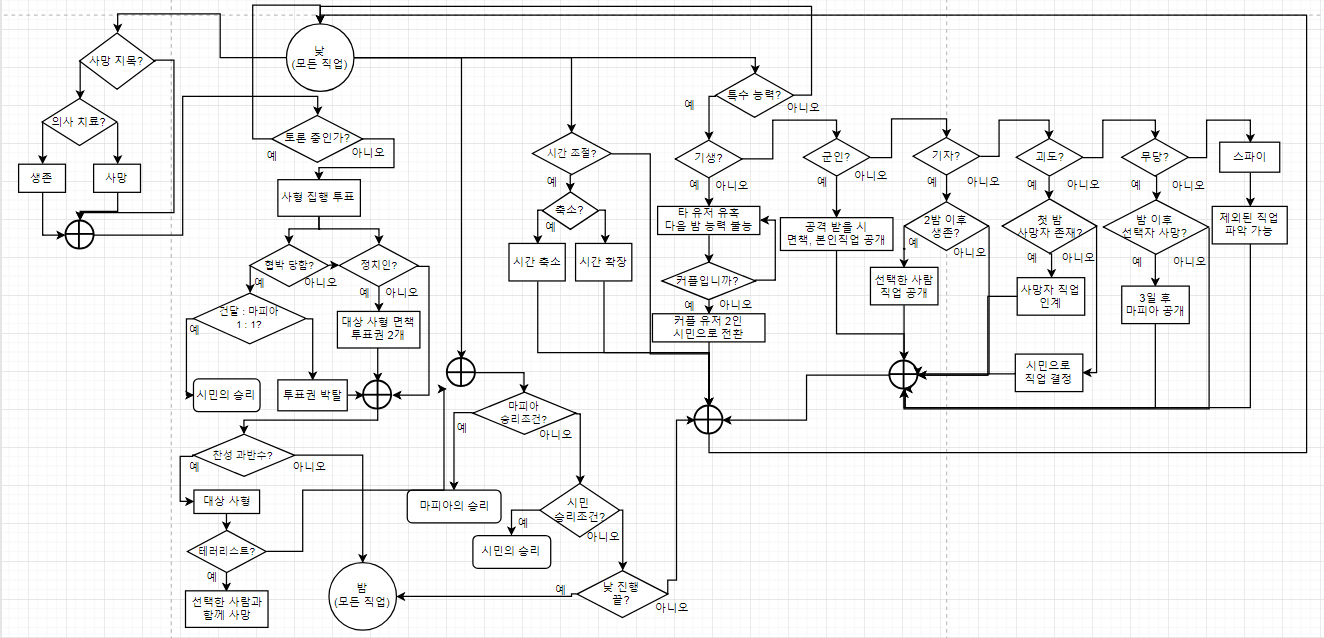 낮
(모든 직업)
사망 지목?
의사 치료?
생존
사망
토론 중인가?
예
아니오
사형 집행 투표
협박 당함?
예
아니오
정치인?
예
아니오
건달 : 마피아
1 : 1?
예
대상 사형 면책
투표권 2개
시민의 승리
투표권 박탈
찬성 과반수?
예
아니오
대상 사형
테러리스트?
예
선택한 사람과
함께 사망
밤
(모든 직업)
시간 조절?
예
축소?
예
시간 축소
시간 확장
마피아
승리조건?
예
아니오
마피아의 승리
시민
승리조건?
예
아니오
시민의 승리
낮 진행
끝?
예
아니오
특수 능력?
예
아니오
기생?
예
아니오
타 유저 유혹
다음 밤 능력 불능
커플입니까?
예
아니오
커플 유저 2인
시민으로 전환
군인?
예
아니오
공격 받을 시
면책, 본인직업 공개
기자?
예
아니오
2밤 이후
생존?
예
아니오
선택한 사람
직업 공개
괴도?
예
아니오
첫 밤
사망자 존재?
예
아니오
사망자 직업
인계
시민으로
직업 결정
무당?
예
아니오
밤 이후
선택자 사망?
예
아니오
3일 후
마피아 공개
스파이
제외된 직업
파악 가능